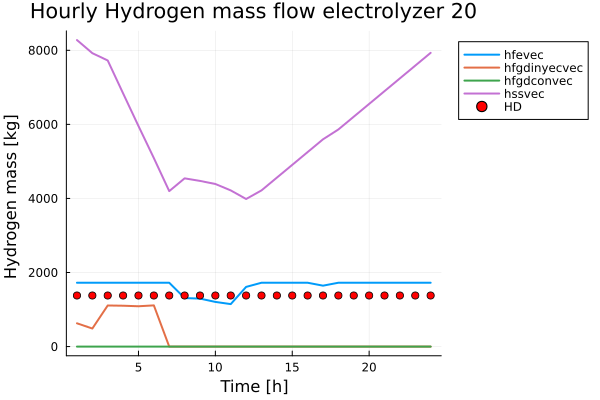 Hourly Hydrogen mass flow electrolyzer 20
hfevec
hfgdinyecvec
hfgdconvec
hssvec
HD
Hydrogen mass [kg]
8000
6000
4000
2000
0
5
10
15
20
Time [h]